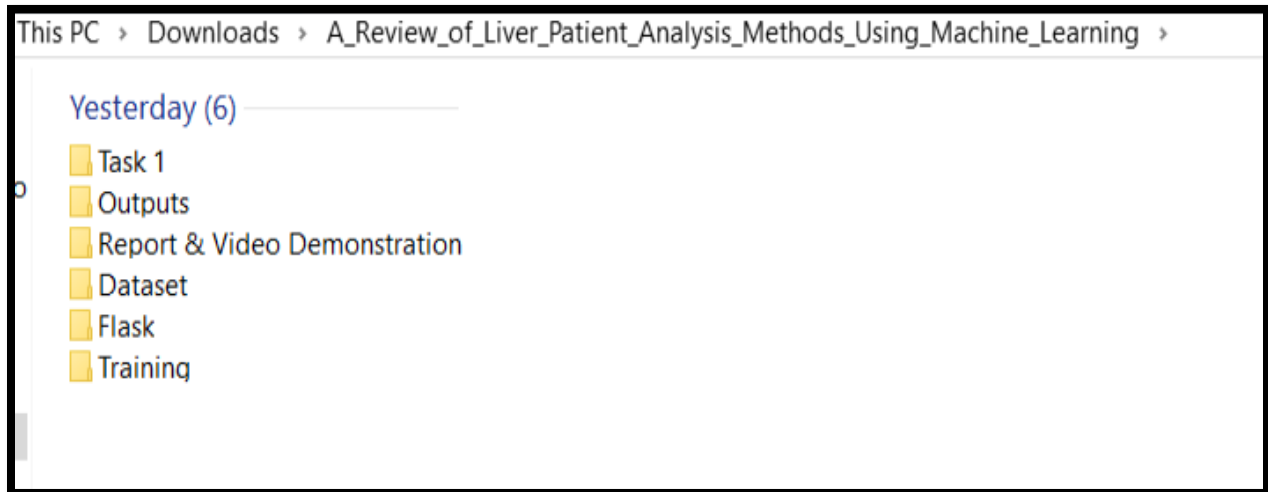 This PC › Downloads › A_Review_of_Liver_Patient_Analysis_Methods_Using_Machine_Learning ›
Yesterday (6)
Task 1
Outputs
Report & Video Demonstration
Dataset
Flask
Training